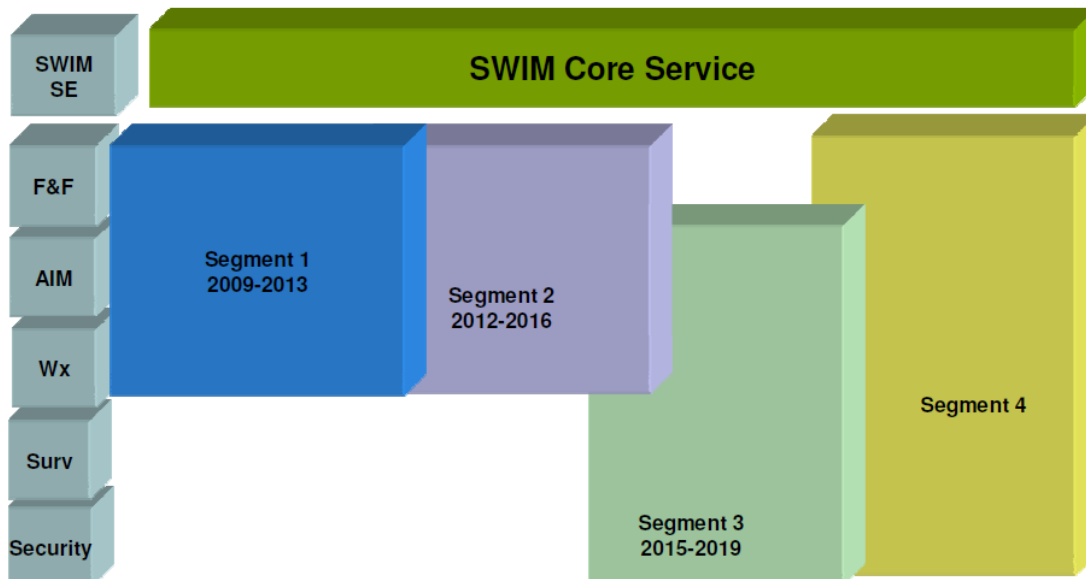 SWIM
SE
SWIM Core Service
F&F
AIM
Wx
Surv
Security
Segment 1
2009-2013
Segment 2
2012-2016
Segment 3
2015-2019
Segment 4